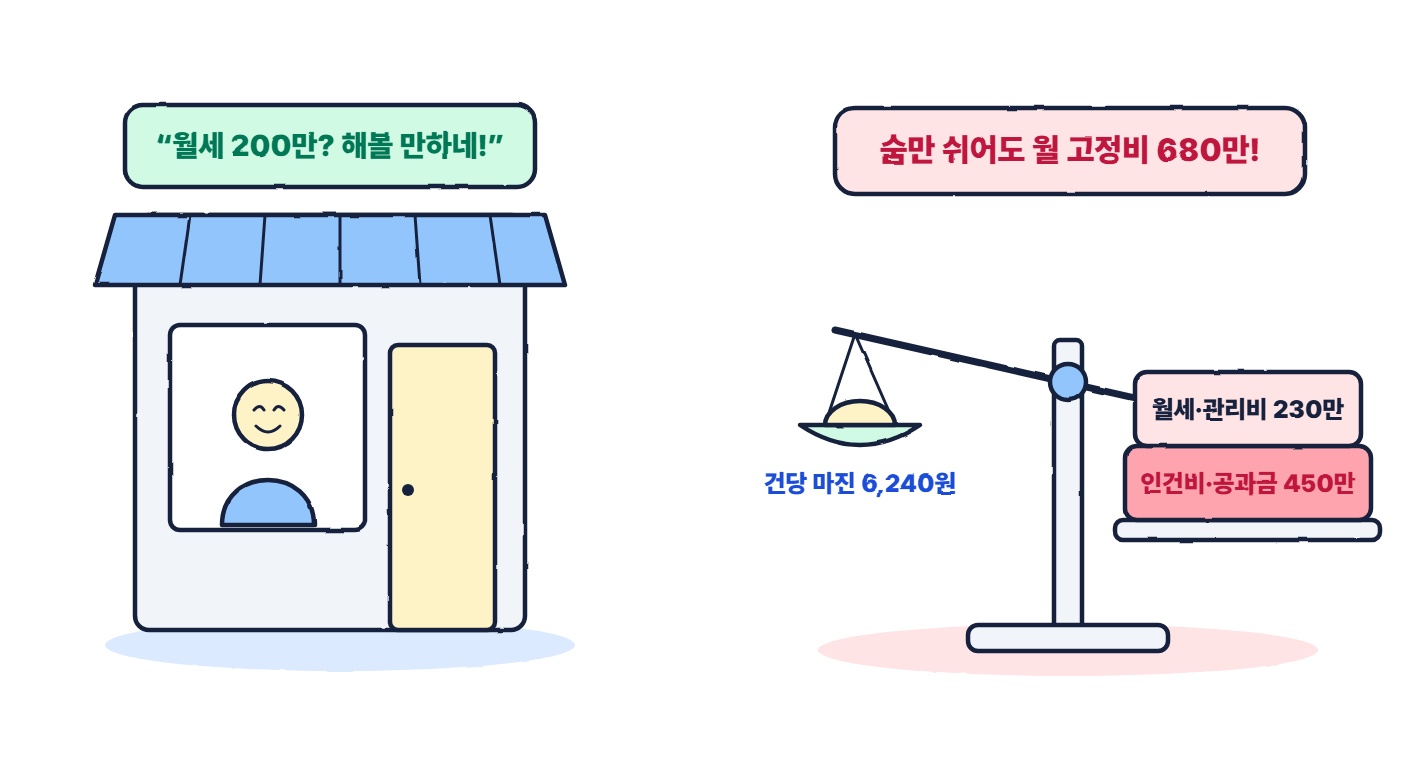 “월세 200만? 해볼 만하네!”
숨만 쉬어도 월 고정비 680만!
월세·관리비 230만
인건비·공과금 450만
건당 마진 6,240원